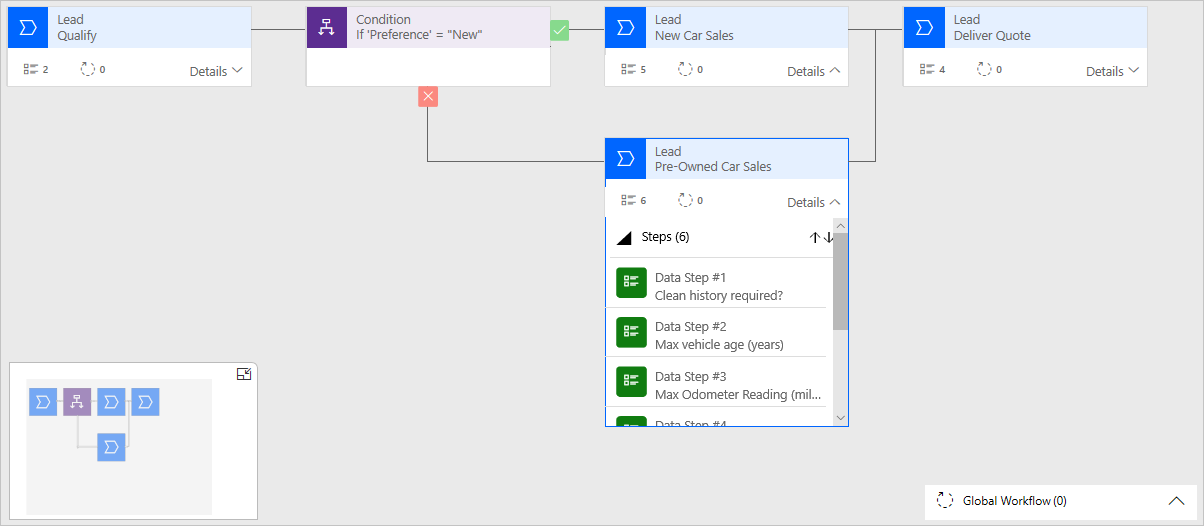 Lead
Qualify
2
0
Details
Condition
If 'Preference' = "New"
Lead
New Car Sales
5
0
Details
Lead
Deliver Quote
4
0
Details
Lead
Pre-Owned Car Sales
6
0
Details
Steps (6)
Data Step #1
Clean history required?
Data Step #2
Max vehicle age (years)
Data Step #3
Max Odometer Reading (mil...
Data Step #4
Global Workflow (0)